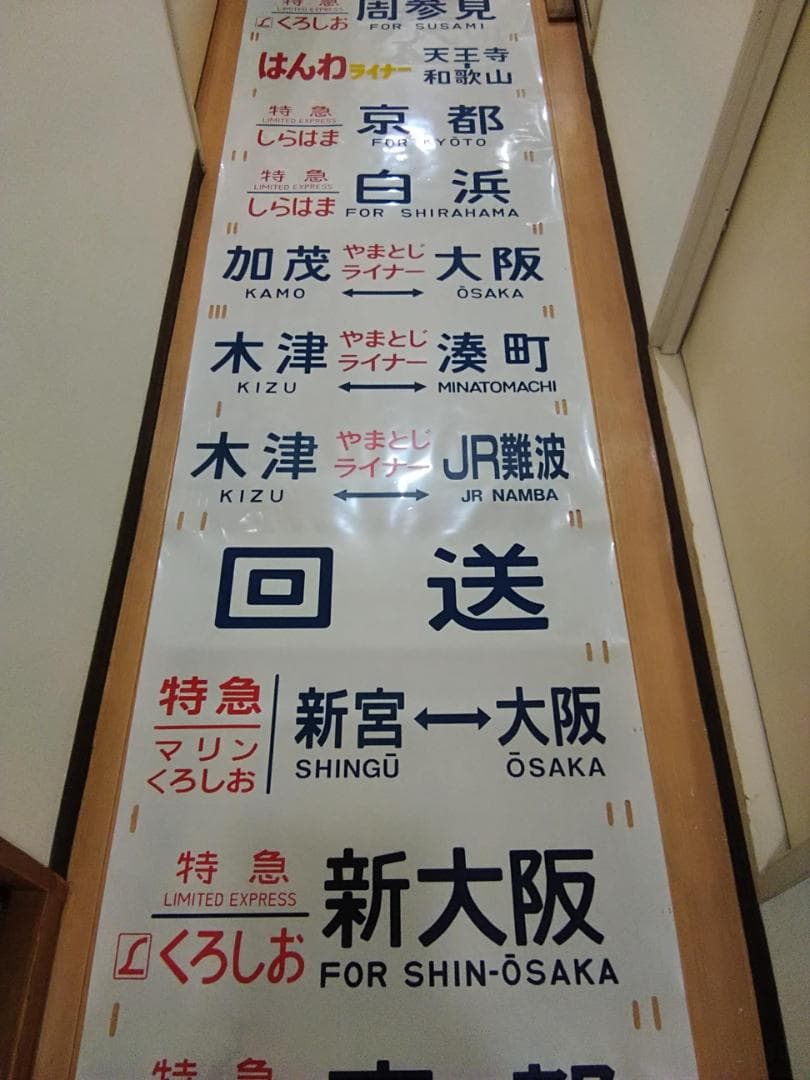 特急
LIMITED EXPRESS
くろしお
周参見
FOR SUSAMI
はんわライナー
天王寺
和歌山
特急
LIMITED EXPRESS
しらはま
京都
FOR KYŌTO
特急
LIMITED EXPRESS
しらはま
白浜
FOR SHIRAHAMA
加茂
KAMO
やまとじ
ライナー
大阪
ŌSAKA
木津
KIZU
やまとじ
ライナー
湊町
MINATOMACHI
木津
KIZU
やまとじ
ライナー
JR難波
JR NAMBA
回送
特急
マリン
くろしお
新宮
SHINGŪ
大阪
ŌSAKA
特急
LIMITED EXPRESS
L くろしお
新大阪
FOR SHIN-ŌSAKA
特急